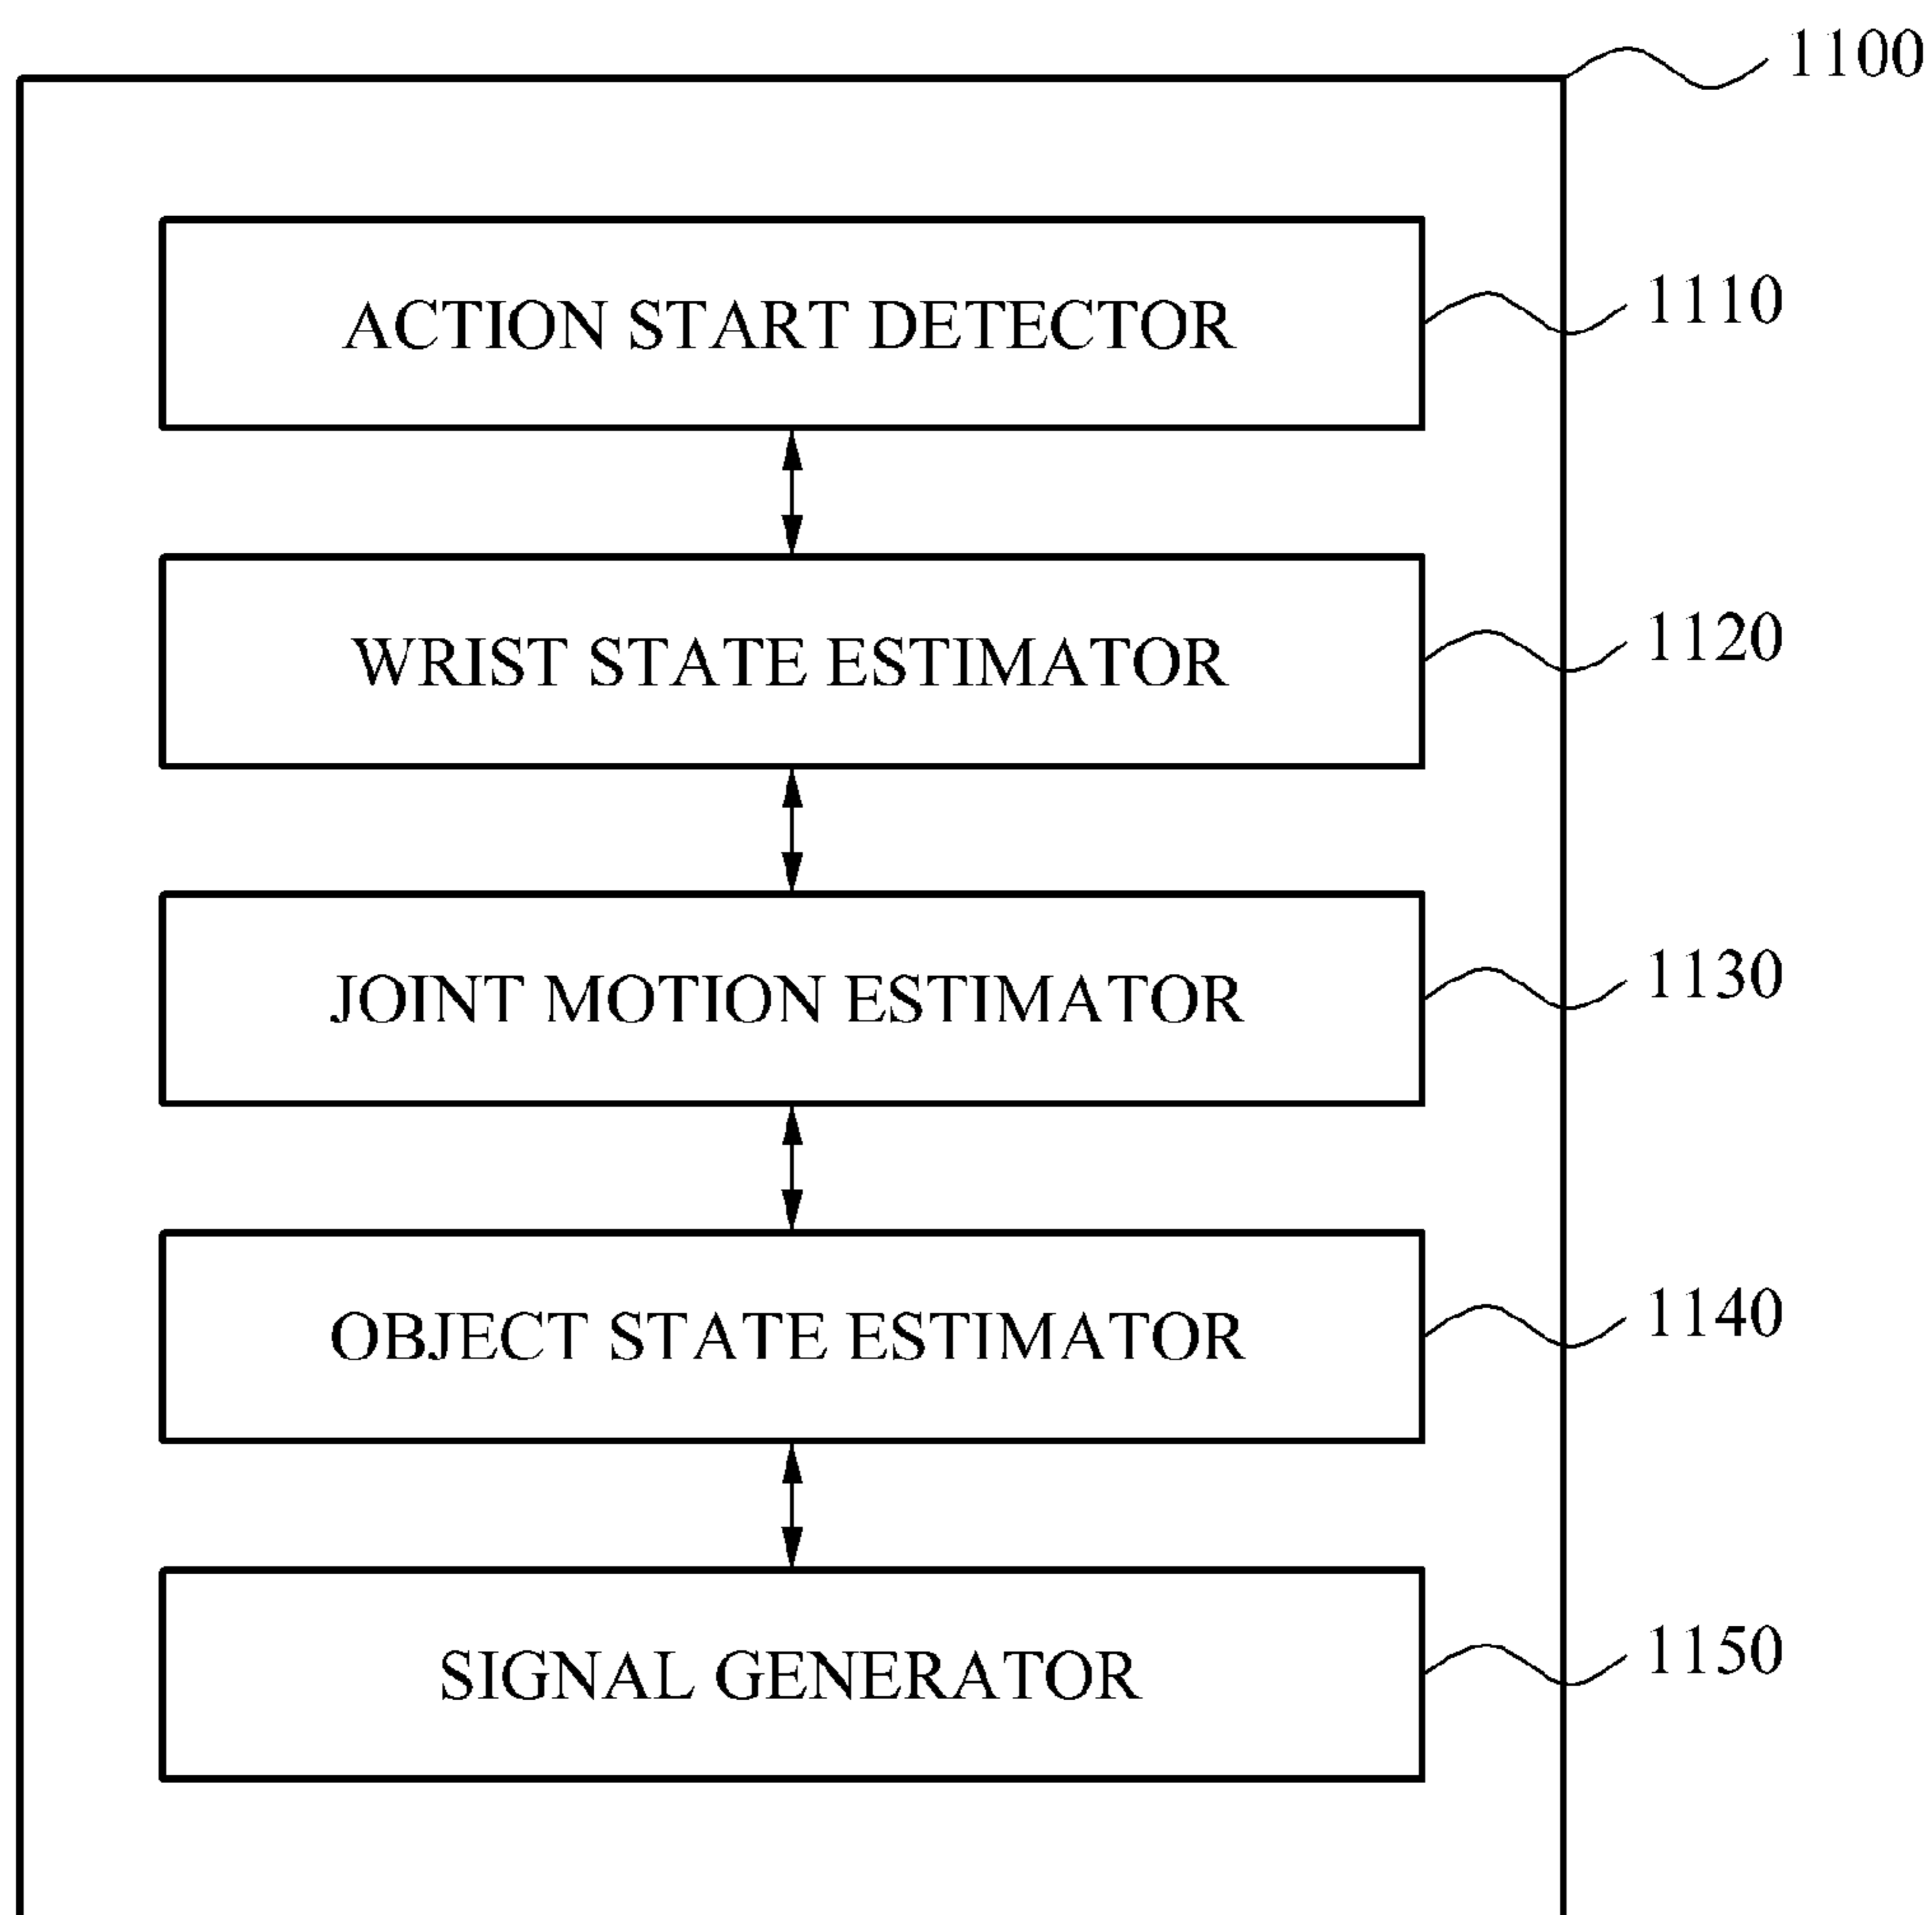 1100
ACTION START DETECTOR 1110
WRIST STATE ESTIMATOR 1120
JOINT MOTION ESTIMATOR 1130
OBJECT STATE ESTIMATOR 1140
SIGNAL GENERATOR 1150